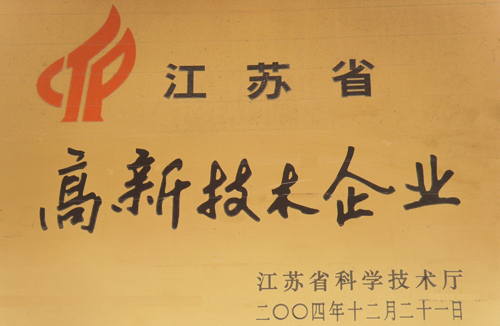 江苏省
高新技术企业
江苏省科学技术厅
二〇〇四年十二月二十一日